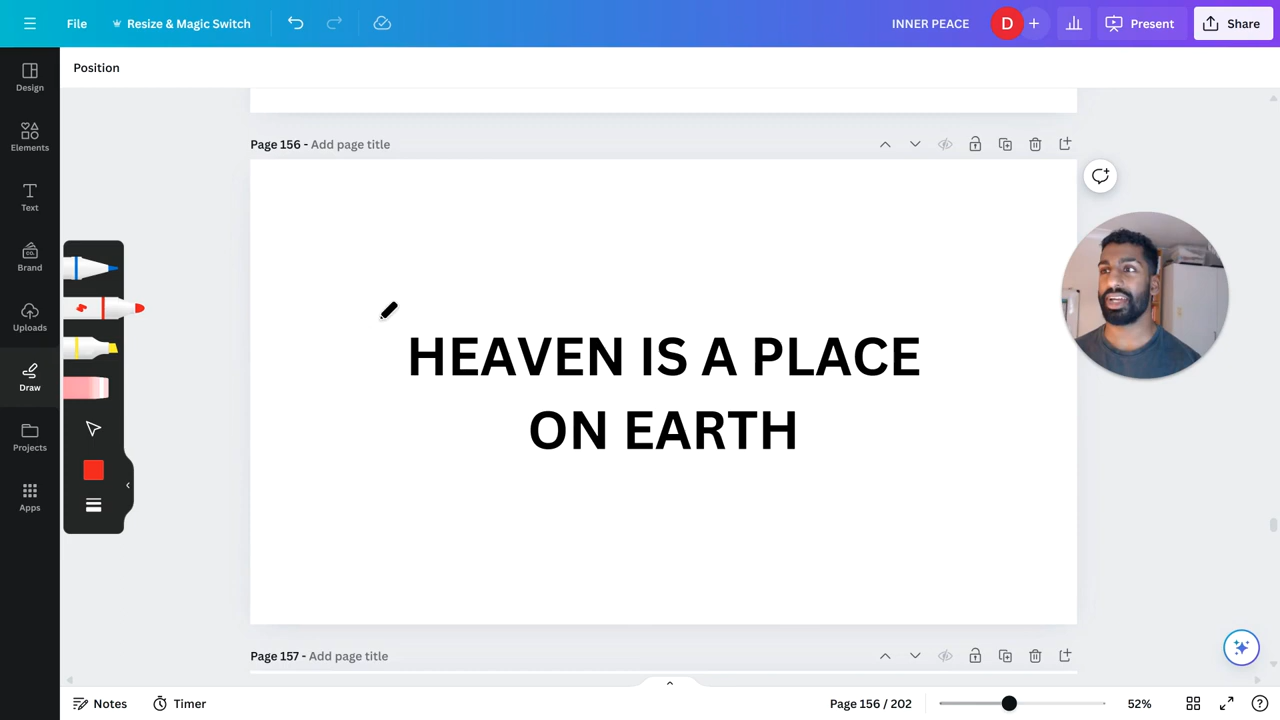 File
Resize & Magic Switch
INNER PEACE
D
Present
Share
Position
Design
Elements
Text
Brand
Uploads
Draw
Projects
Apps
Page 156 - Add page title
HEAVEN IS A PLACE
ON EARTH
Page 157 - Add page title
Notes
Timer
Page 156 / 202
52%